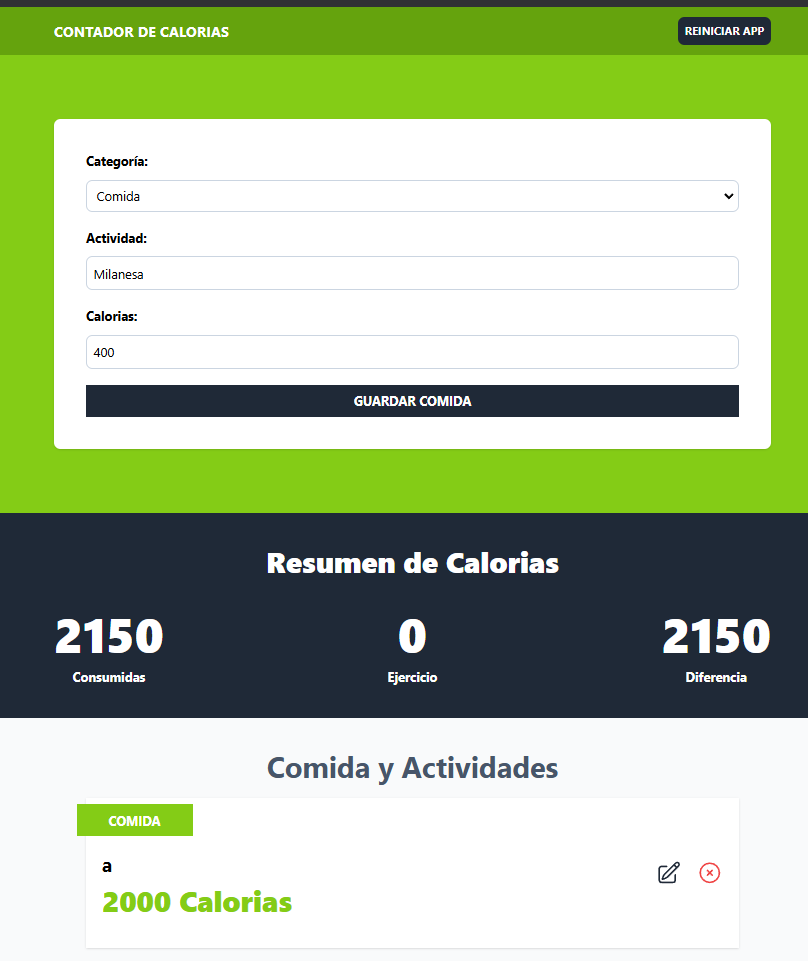 CONTADOR DE CALORIAS
REINICIAR APP
Categoría:
Comida
Actividad:
Milanesa
Calorias:
400
GUARDAR COMIDA
Resumen de Calorias
2150 0 2150
Consumidas Ejercicio Diferencia
Comida y Actividades
COMIDA
a
2000 Calorias